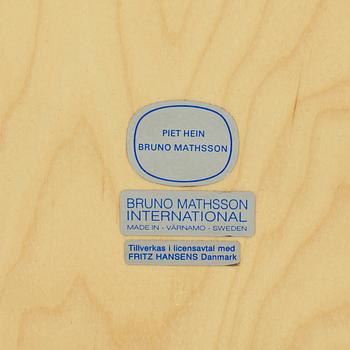 PIET HEIN
BRUNO MATHSSON
BRUNO MATHSSON
INTERNATIONAL
MADE IN - VÄRNAMO - SWEDEN
Tillverkas i licensavtal med
FRITZ HANSENS Danmark